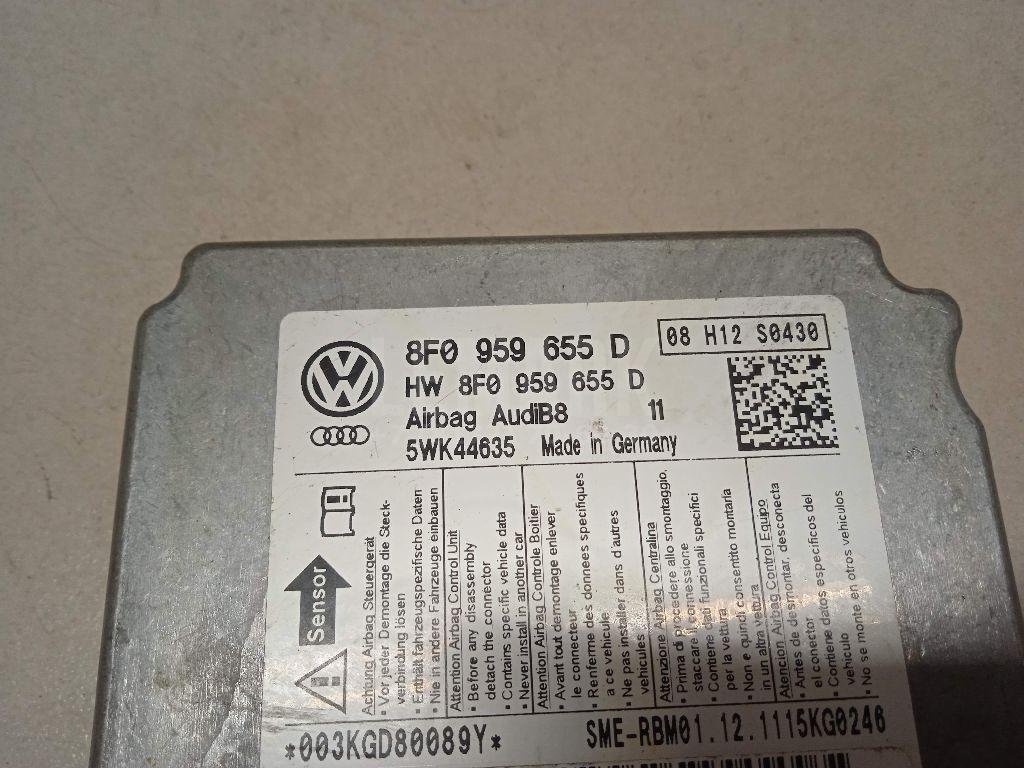 8F0 959 655 D
08 H12 S0430
HW 8F0 959 655 D
Airbag AudiB8 11
5WK44635 Made in Germany
Sensor
Achtung Airbag Steuergerät
• Vor jeder Demontage die Steck-
verbindung lösen
• Enthält fahrzeugspezifische Daten
• Nie in andere Fahrzeuge einbauen
Attention Airbag Control Unit
• Before any disassembly
detach the connector
• Contains specific vehicle data
• Never install in another car
Attention Airbag Controle Boitier
• Avant tout demontage enlever
le connecteur
• Renferme des données specifiques
a ce vehicule
• Ne pas installer dans d'autres
vehicules
Attenzione Airbag Centralina
• Prima di Procedere allo smontaggio,
staccare il connessione
• Contiene dati funzionali specifici
per la vettura
• Non e quindi consentito montarla
in un altra vettura
Atencion Airbag Control Equipo
• Antes de desmontar, desconecta
el conector
• Contiene datos especificos del
vehiculo
• No se monte en otros vehiculos
*003KGD80089Y*
SME-RBM01.12.1115KG0246